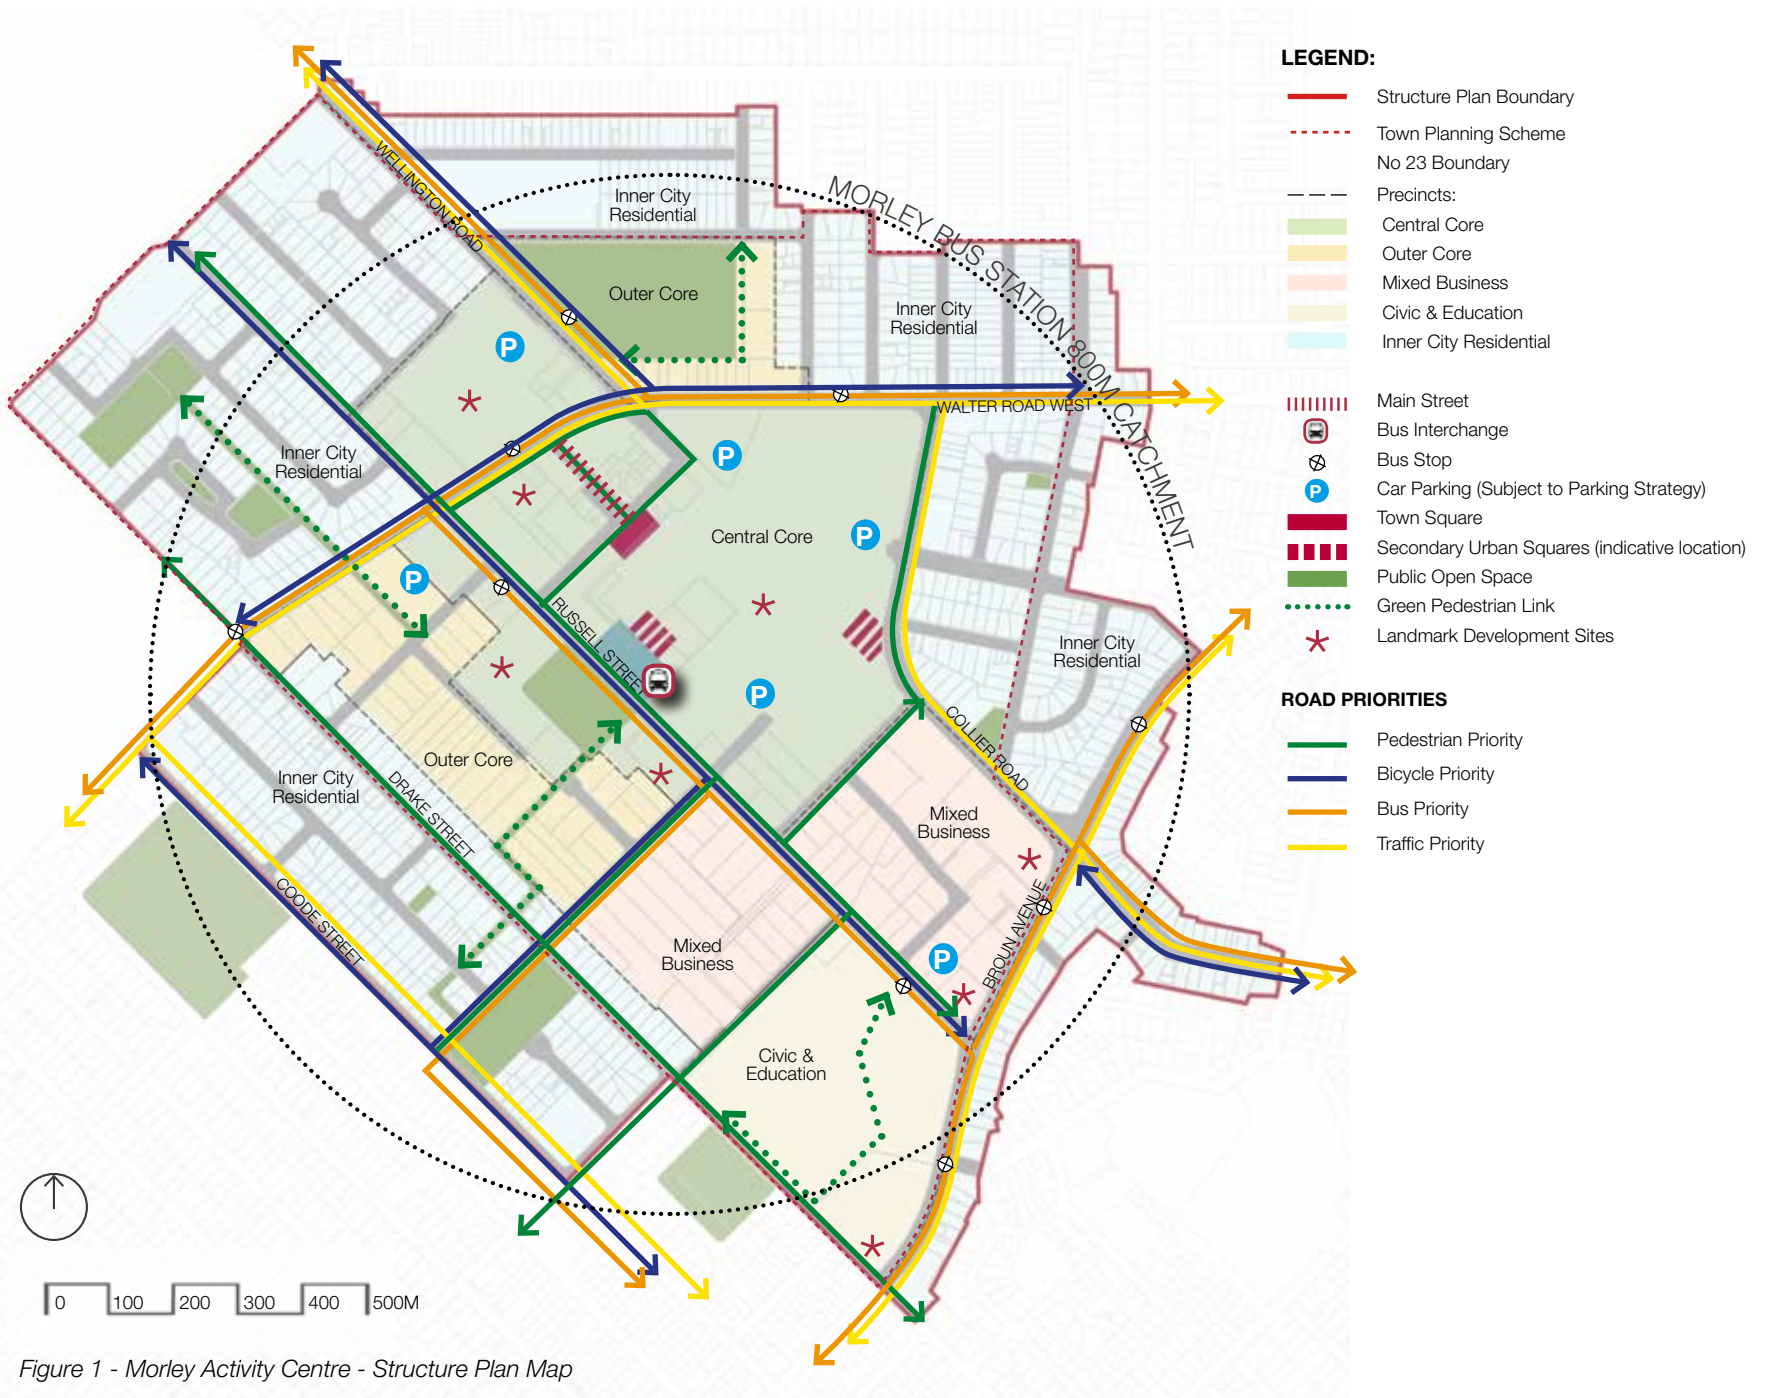 LEGEND:
Structure Plan Boundary
Town Planning Scheme
No 23 Boundary
Precincts:
Central Core
Outer Core
Mixed Business
Civic & Education
Inner City Residential
Main Street
Bus Interchange
Bus Stop
P
Car Parking (Subject to Parking Strategy)
Town Square
Secondary Urban Squares (indicative location)
Public Open Space
Green Pedestrian Link
Landmark Development Sites
ROAD PRIORITIES
Pedestrian Priority
Bicycle Priority
Bus Priority
Traffic Priority
WELLINGTON ROAD
Inner City
Residential
MORLEY BUS STATION 800M CATCHMENT
Outer Core
Inner City
Residential
P
WALTER ROAD WEST
Inner City
Residential
P
Central Core
P
P
RUSSELL STREET
Inner City
Residential
P
COLLIER ROAD
Outer Core
Inner City
Residential
DRAKE STREET
Mixed
Business
COODE STREET
BROUN AVENUE
Mixed
Business
P
Civic &
Education
0 100 200 300 400 500M
Figure 1 - Morley Activity Centre - Structure Plan Map